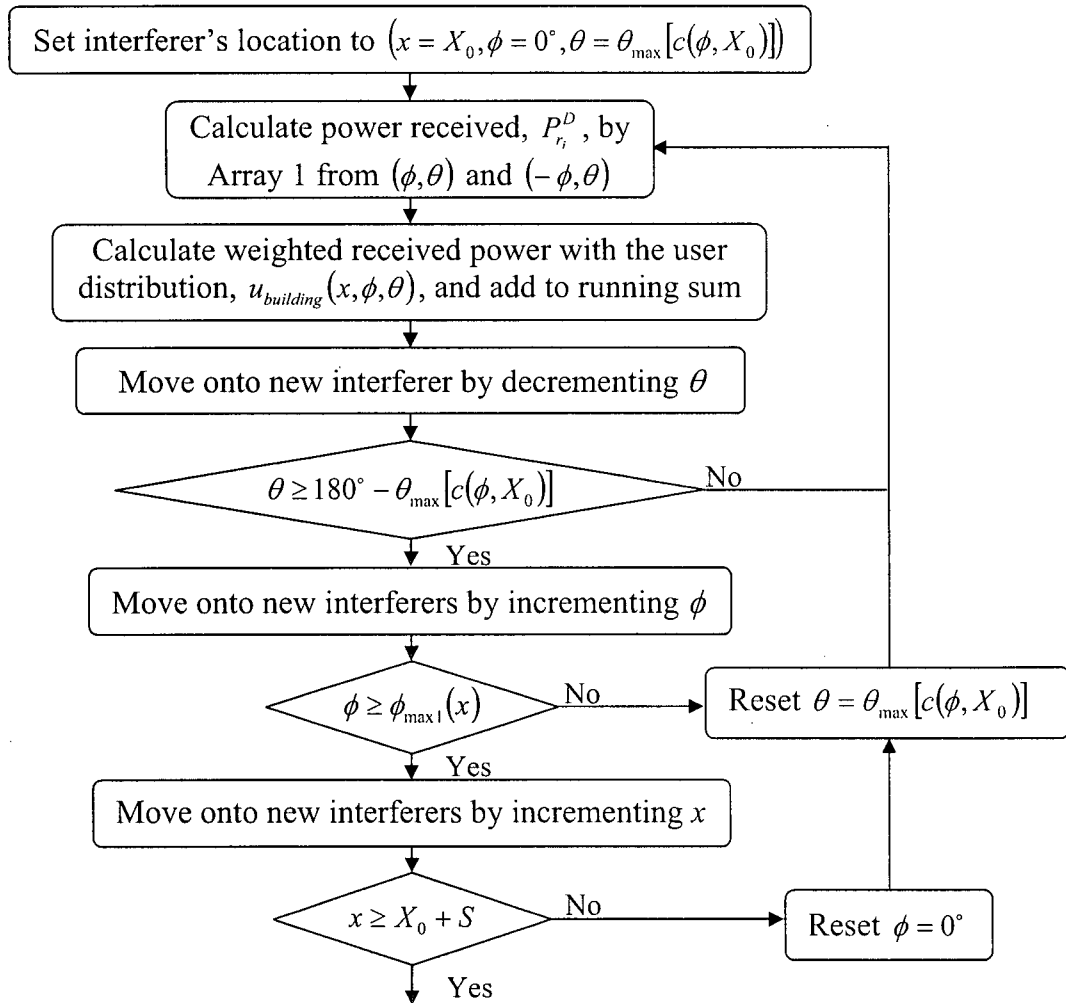 Set interferer's location to (x = X₀, ϕ = 0°, θ = θ_max[c(ϕ, X₀)])
Calculate power received, P_{r_i}^D, by
Array 1 from (ϕ,θ) and (−ϕ,θ)
Calculate weighted received power with the user
distribution, u_building(x,ϕ,θ), and add to running sum
Move onto new interferer by decrementing θ
θ ≥ 180° − θ_max[c(ϕ, X₀)]
No
Yes
Move onto new interferers by incrementing ϕ
ϕ ≥ ϕ_max1(x)
No
Reset θ = θ_max[c(ϕ, X₀)]
Yes
Move onto new interferers by incrementing x
x ≥ X₀ + S
No
Reset ϕ = 0°
Yes